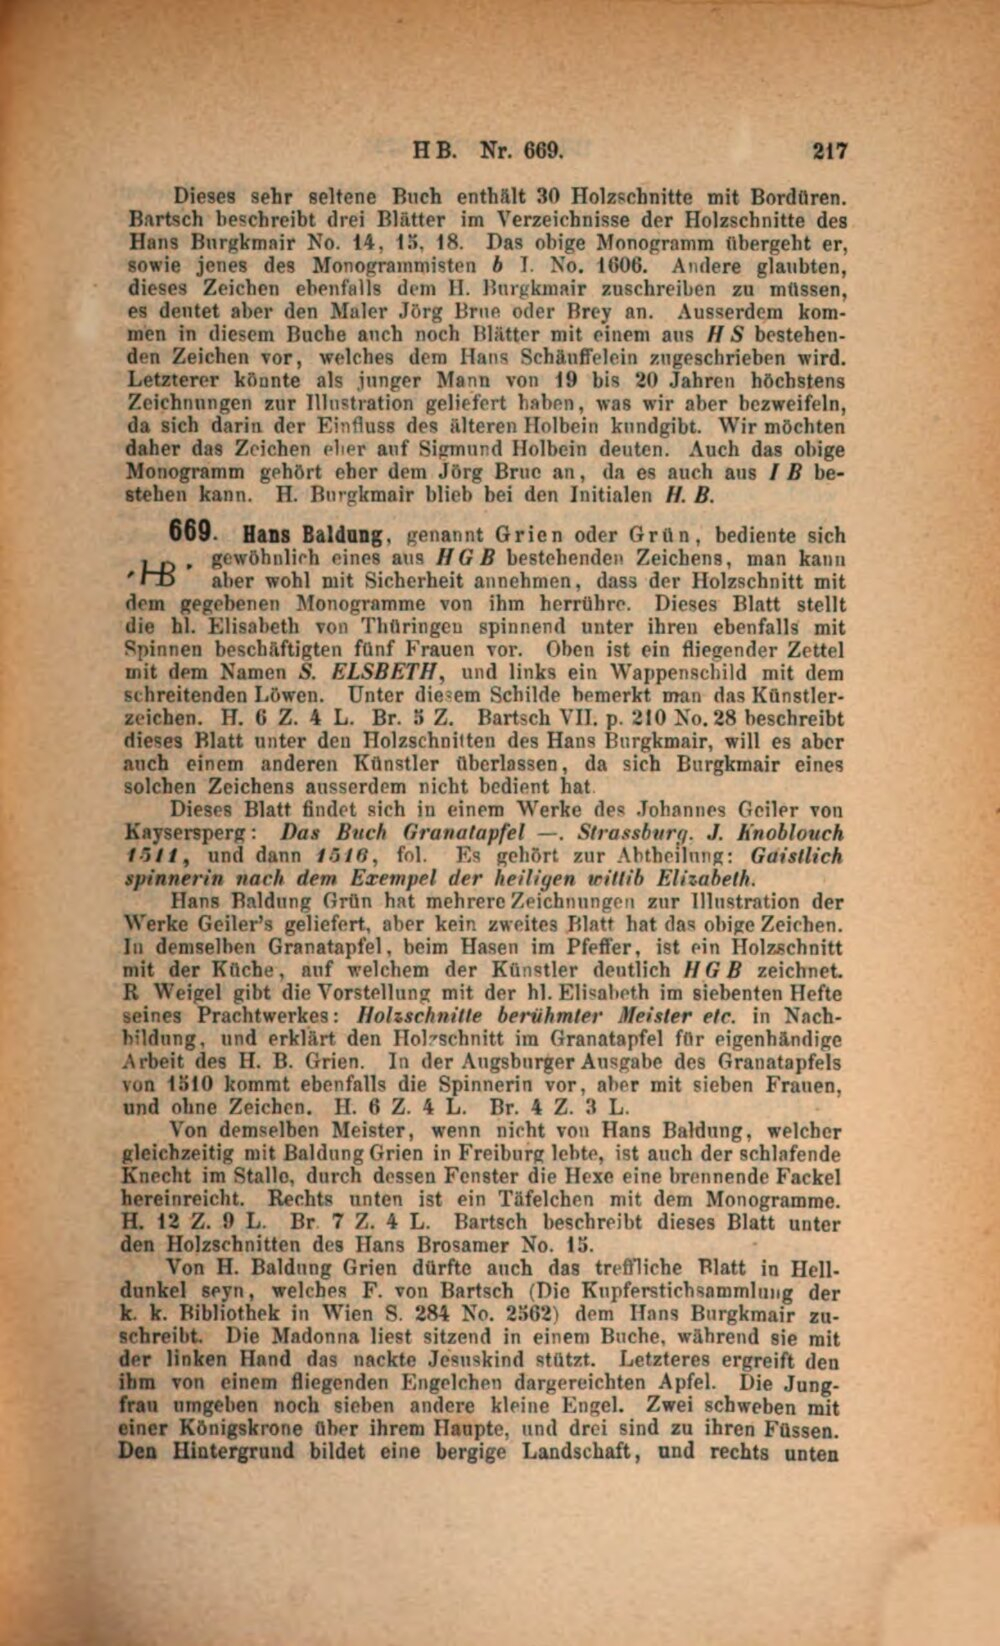 HB. Nr. 669. 217
Dieses sehr seltene Buch enthält 30 Holzschnitte mit Bordüren.
Bartsch beschreibt drei Blätter im Verzeichnisse der Holzschnitte des
Hans Burgkmair No. 14, 15, 18. Das obige Monogramm übergeht er,
sowie jenes des Monogrammisten b I. No. 1606. Andere glaubten,
dieses Zeichen ebenfalls dem H. Burgkmair zuschreiben zu müssen,
es deutet aber den Maler Jörg Brue oder Brey an. Ausserdem kom-
men in diesem Buche auch noch Blätter mit einem aus H S bestehen-
den Zeichen vor, welches dem Hans Schäuffelein zugeschrieben wird.
Letzterer könnte als junger Mann von 19 bis 20 Jahren höchstens
Zeichnungen zur Illustration geliefert haben, was wir aber bezweifeln,
da sich darin der Einfluss des älteren Holbein kundgibt. Wir möchten
daher das Zeichen eher auf Sigmund Holbein deuten. Auch das obige
Monogramm gehört eher dem Jörg Brue an, da es auch aus I B be-
stehen kann. H. Burgkmair blieb bei den Initialen H. B.
669. Hans Baldung, genannt Grien oder Grün, bediente sich
gewöhnlich eines aus HGB bestehenden Zeichens, man kann
HB. aber wohl mit Sicherheit annehmen, dass der Holzschnitt mit
dem gegebenen Monogramme von ihm herrühre. Dieses Blatt stellt
die hl. Elisabeth von Thüringen spinnend unter ihren ebenfalls mit
Spinnen beschäftigten fünf Frauen vor. Oben ist ein fliegender Zettel
mit dem Namen S. ELSBETH, und links ein Wappenschild mit dem
schreitenden Löwen. Unter diesem Schilde bemerkt man das Künstler-
zeichen. H. 6 Z. 4 L. Br. 5 Z. Bartsch VII. p. 210 No. 28 beschreibt
dieses Blatt unter den Holzschnitten des Hans Burgkmair, will es aber
auch einem anderen Künstler überlassen, da sich Burgkmair eines
solchen Zeichens ausserdem nicht bedient hat.
Dieses Blatt findet sich in einem Werke des Johannes Geiler von
Kaysersperg: Das Buch Granatapfel —. Strassburg. J. Knoblouch
1511, und dann 1516, fol. Es gehört zur Abtheilung: Gaistlich
spinnerin nach dem Exempel der heiligen wittib Elizabeth.
Hans Baldung Grün hat mehrere Zeichnungen zur Illustration der
Werke Geiler's geliefert, aber kein zweites Blatt hat das obige Zeichen.
In demselben Granatapfel, beim Hasen im Pfeffer, ist ein Holzschnitt
mit der Küche, auf welchem der Künstler deutlich HGB zeichnet.
R Weigel gibt die Vorstellung mit der hl. Elisabeth im siebenten Hefte
seines Prachtwerkes: Holzschnitte berühmter Meister etc. in Nach-
bildung, und erklärt den Holzschnitt im Granatapfel für eigenhändige
Arbeit des H. B. Grien. In der Augsburger Ausgabe des Granatapfels
von 1510 kommt ebenfalls die Spinnerin vor, aber mit sieben Frauen,
und ohne Zeichen. H. 6 Z. 4 L. Br. 4 Z. 3 L.
Von demselben Meister, wenn nicht von Hans Baldung, welcher
gleichzeitig mit Baldung Grien in Freiburg lebte, ist auch der schlafende
Knecht im Stalle, durch dessen Fenster die Hexe eine brennende Fackel
hereinreicht. Rechts unten ist ein Täfelchen mit dem Monogramme.
H. 12 Z. 9 L. Br. 7 Z. 4 L. Bartsch beschreibt dieses Blatt unter
den Holzschnitten des Hans Brosamer No. 15.
Von H. Baldung Grien dürfte auch das treffliche Blatt in Hell-
dunkel seyn, welches F. von Bartsch (Die Kupferstichsammlung der
k. k. Bibliothek in Wien S. 284 No. 2562) dem Hans Burgkmair zu-
schreibt. Die Madonna liest sitzend in einem Buche, während sie mit
der linken Hand das nackte Jesuskind stützt. Letzteres ergreift den
ihm von einem fliegenden Engelchen dargereichten Apfel. Die Jung-
frau umgeben noch sieben andere kleine Engel. Zwei schweben mit
einer Königskrone über ihrem Haupte, und drei sind zu ihren Füssen.
Den Hintergrund bildet eine bergige Landschaft, und rechts unten